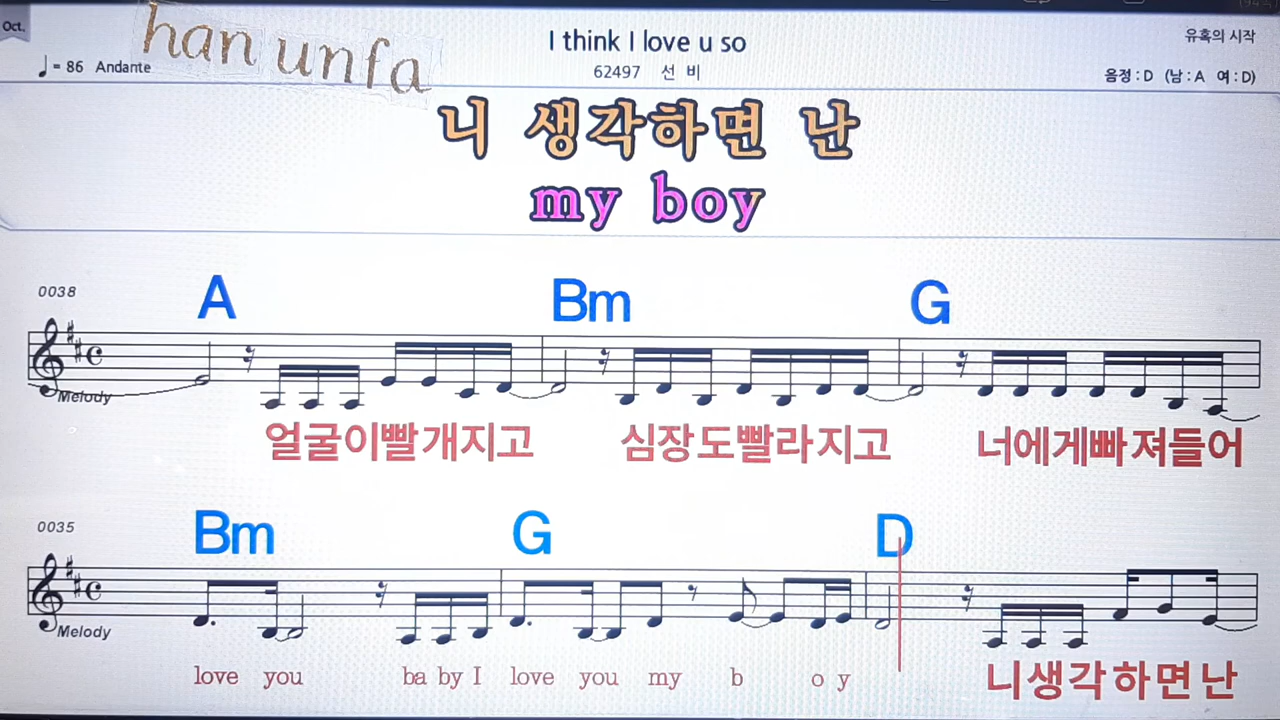 Oct.
han unfa
I think I love u so
유혹의 시작
♩= 86 Andante
62497 선 비
음정 : D (남 : A 여 : D)
니 생각하면 난
my boy
0038
A Bm G
Melody
얼굴이빨개지고 심장도빨라지고 너에게빠져들어
0035
Bm G D
Melody
love you ba by I love you my b o y 니생각하면난